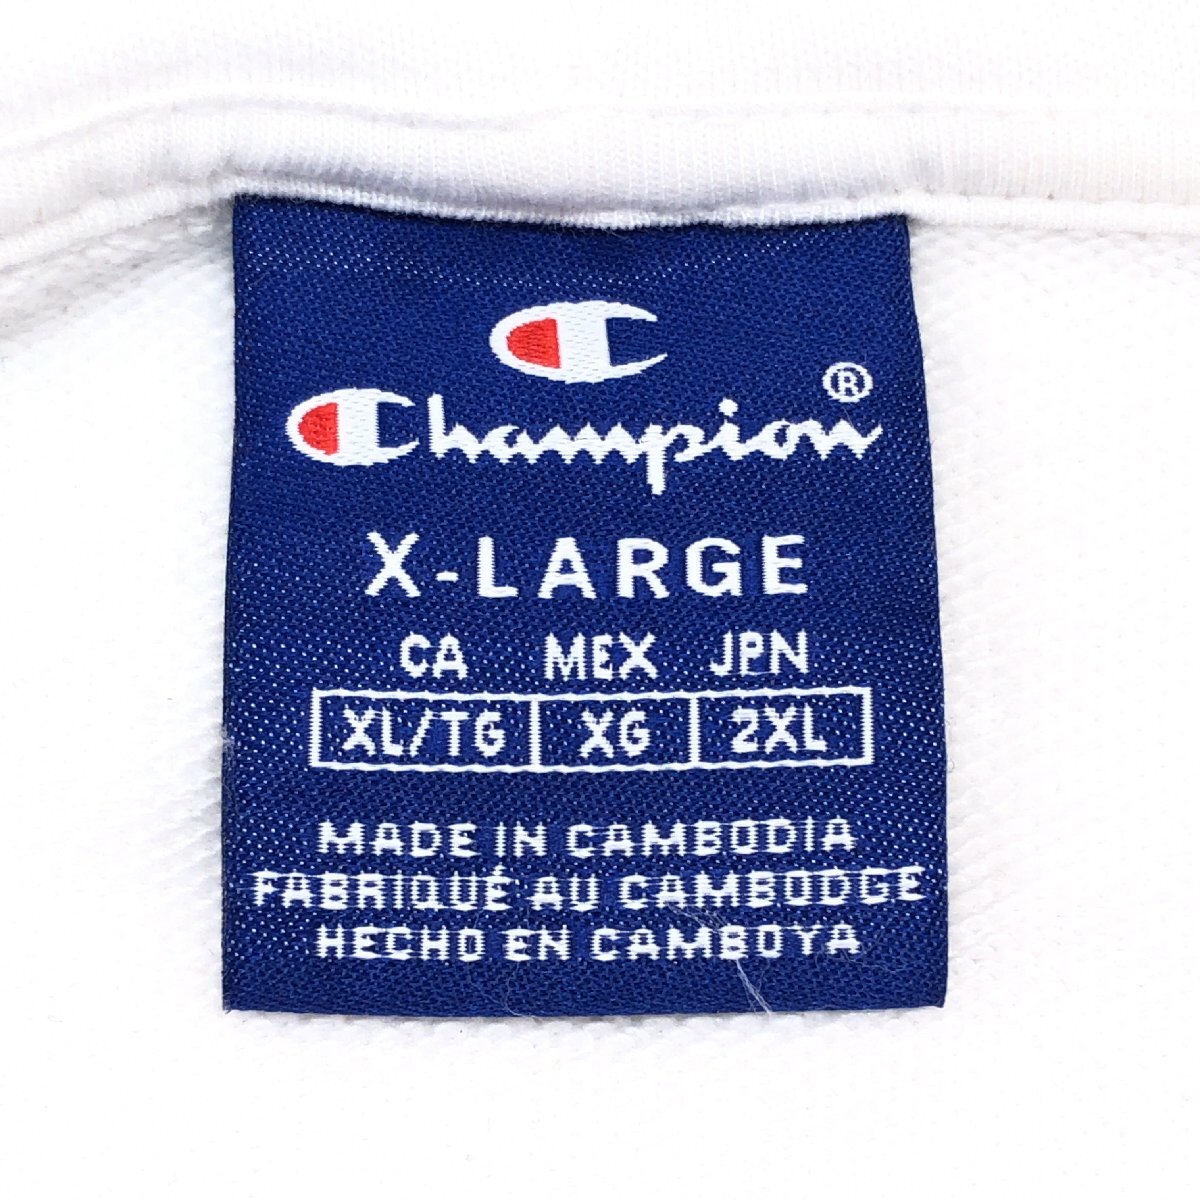 Champion®
X-LARGE
CA MEX JPN
XL/TG XG 2XL
MADE IN CAMBODIA
FABRIQUÉ AU CAMBODGE
HECHO EN CAMBOYA